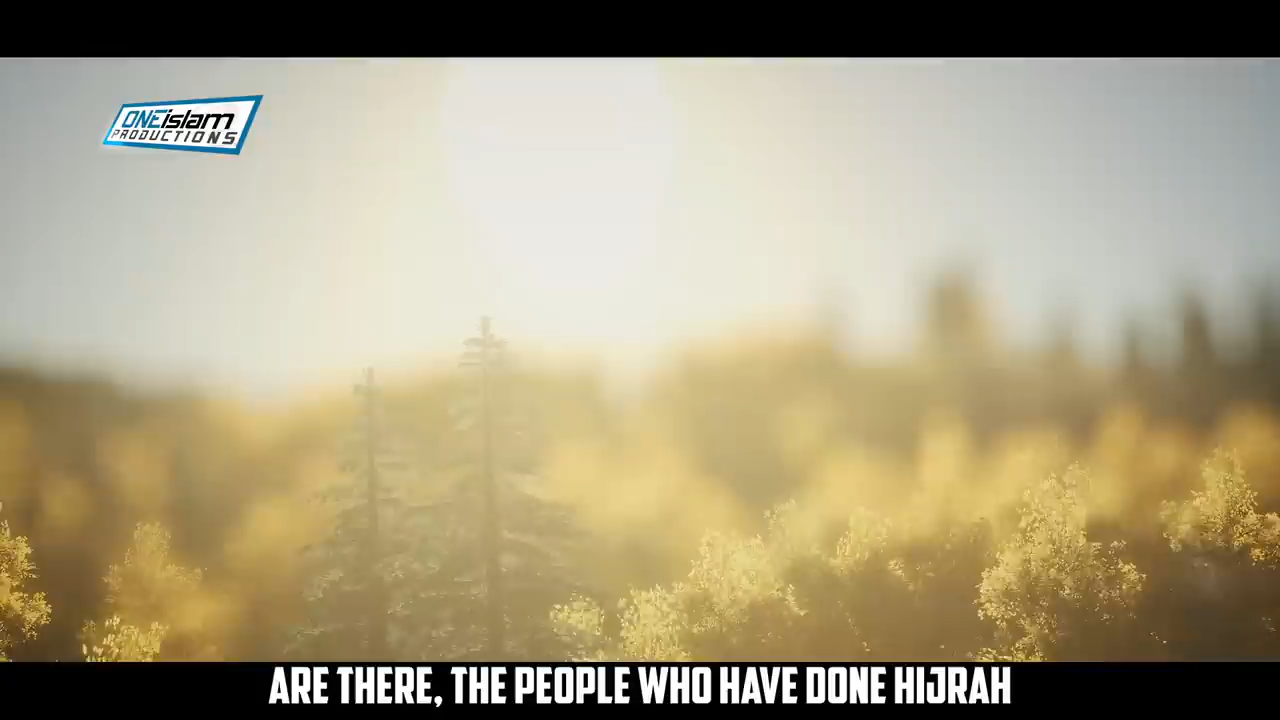 ONEislam
PRODUCTIONS
ARE THERE, THE PEOPLE WHO HAVE DONE HIJRAH